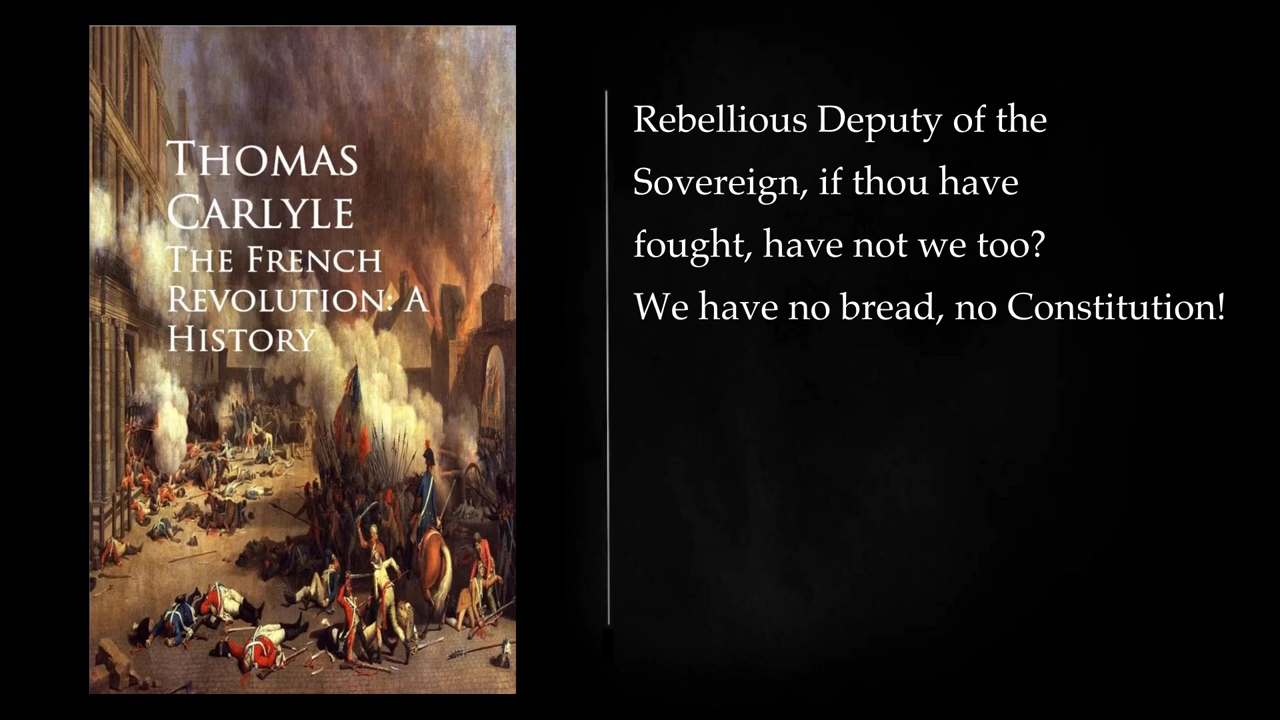 THOMAS
CARLYLE
THE FRENCH
REVOLUTION: A
HISTORY
Rebellious Deputy of the
Sovereign, if thou have
fought, have not we too?
We have no bread, no Constitution!